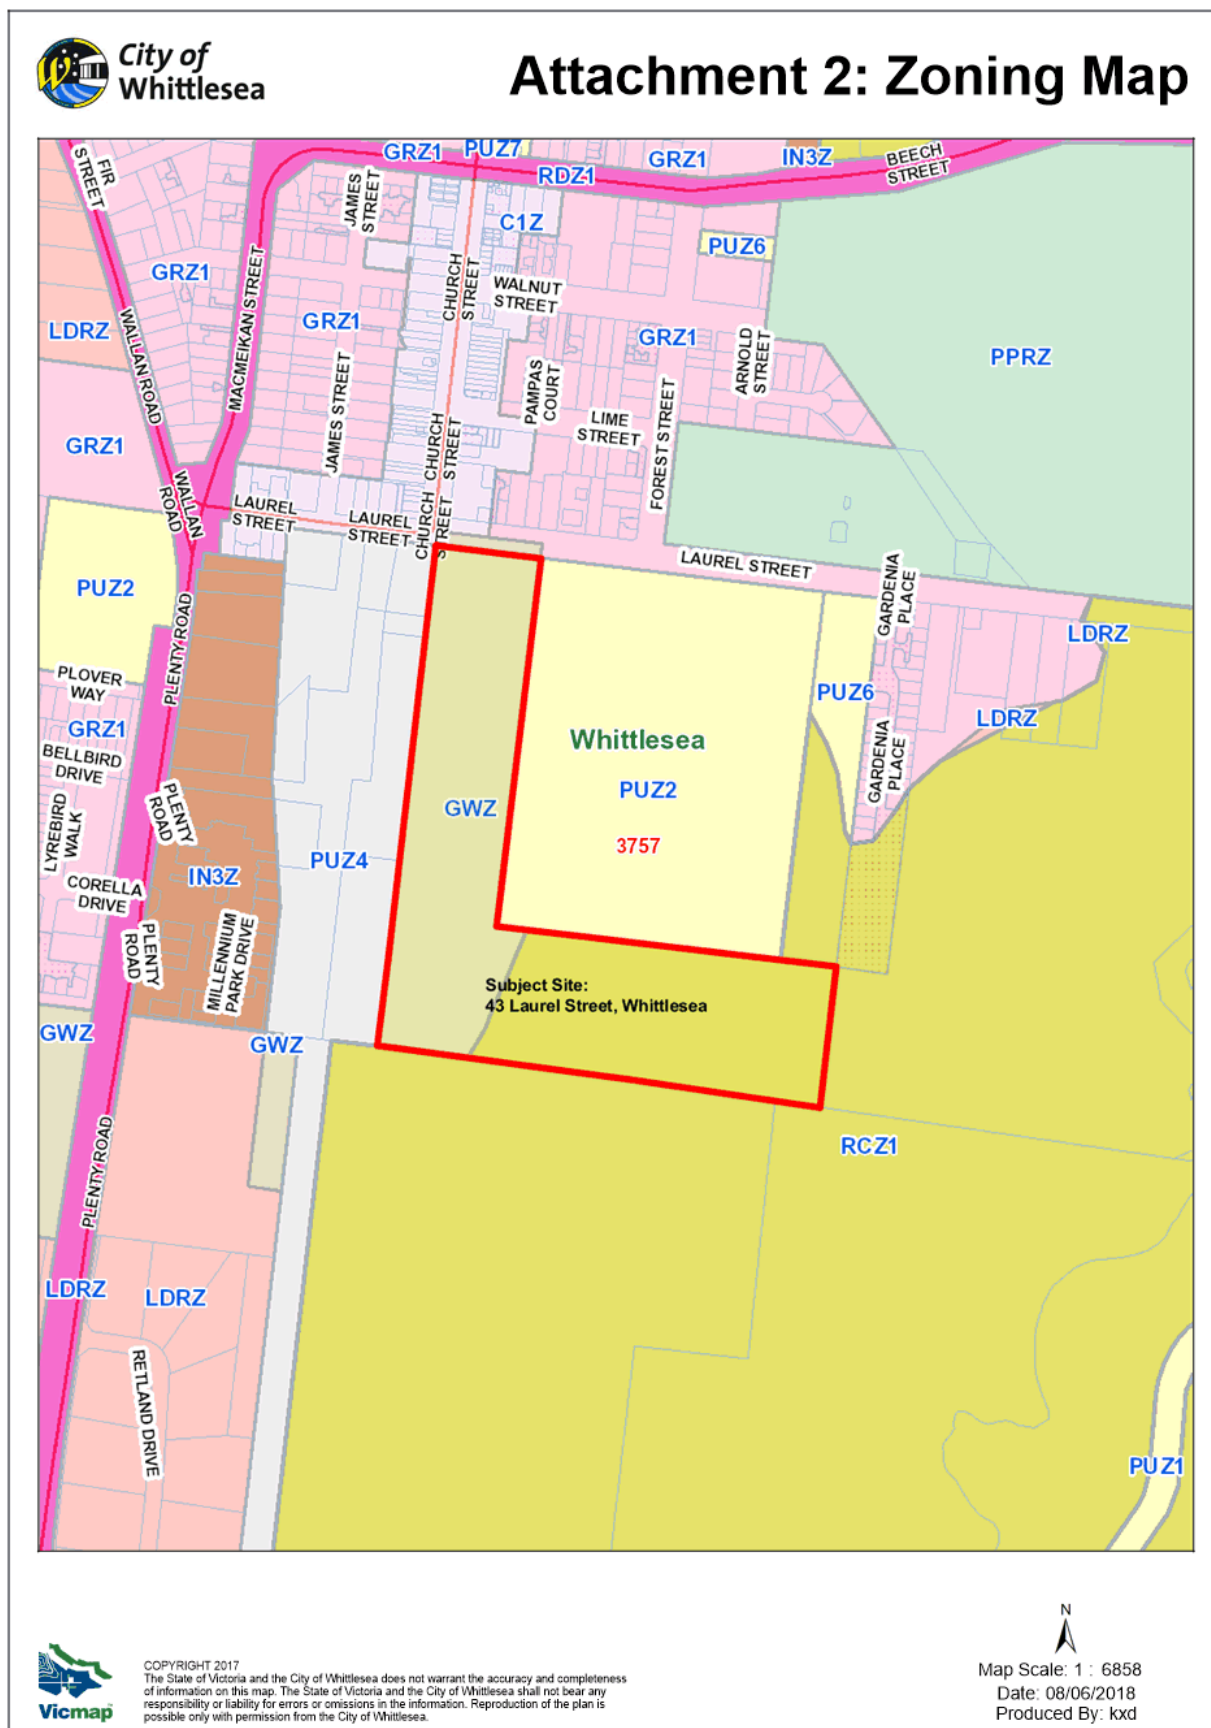 City of
Whittlesea
Attachment 2: Zoning Map
FIR
STREET
GRZ1
PUZ7
GRZ1
IN3Z
BEECH
STREET
RDZ1
JAMES
STREET
C1Z
PUZ6
GRZ1
CHURCH
STREET
WALNUT
STREET
MACMEIKAN STREET
LDRZ
WALLAN ROAD
GRZ1
GRZ1
ARNOLD
STREET
PPRZ
JAMES STREET
PAMPAS
COURT
LIME
STREET
FOREST STREET
GRZ1
CHURCH
STREET
WALLAN
ROAD
LAUREL
STREET
LAUREL
STREET
CHURCH
STREET
LAUREL STREET
GARDENIA
PLACE
PUZ2
PLENTY ROAD
LDRZ
PLOVER
WAY
PUZ6
LDRZ
GRZ1
Whittlesea
BELLBIRD
DRIVE
GARDENIA
PLACE
PUZ2
PLENTY
ROAD
GWZ
LYREBIRD
WALK
3757
PUZ4
IN3Z
CORELLA
DRIVE
PLENTY
ROAD
MILLENNIUM
PARK DRIVE
Subject Site:
43 Laurel Street, Whittlesea
GWZ
GWZ
RCZ1
PLENTY ROAD
LDRZ
LDRZ
RETLAND DRIVE
PUZ1
N
Vicmap
COPYRIGHT 2017
The State of Victoria and the City of Whittlesea does not warrant the accuracy and completeness
of information on this map. The State of Victoria and the City of Whittlesea shall not bear any
responsibility or liability for errors or omissions in the information. Reproduction of the plan is
possible only with permission from the City of Whittlesea.
Map Scale: 1 : 6858
Date: 08/06/2018
Produced By: kxd